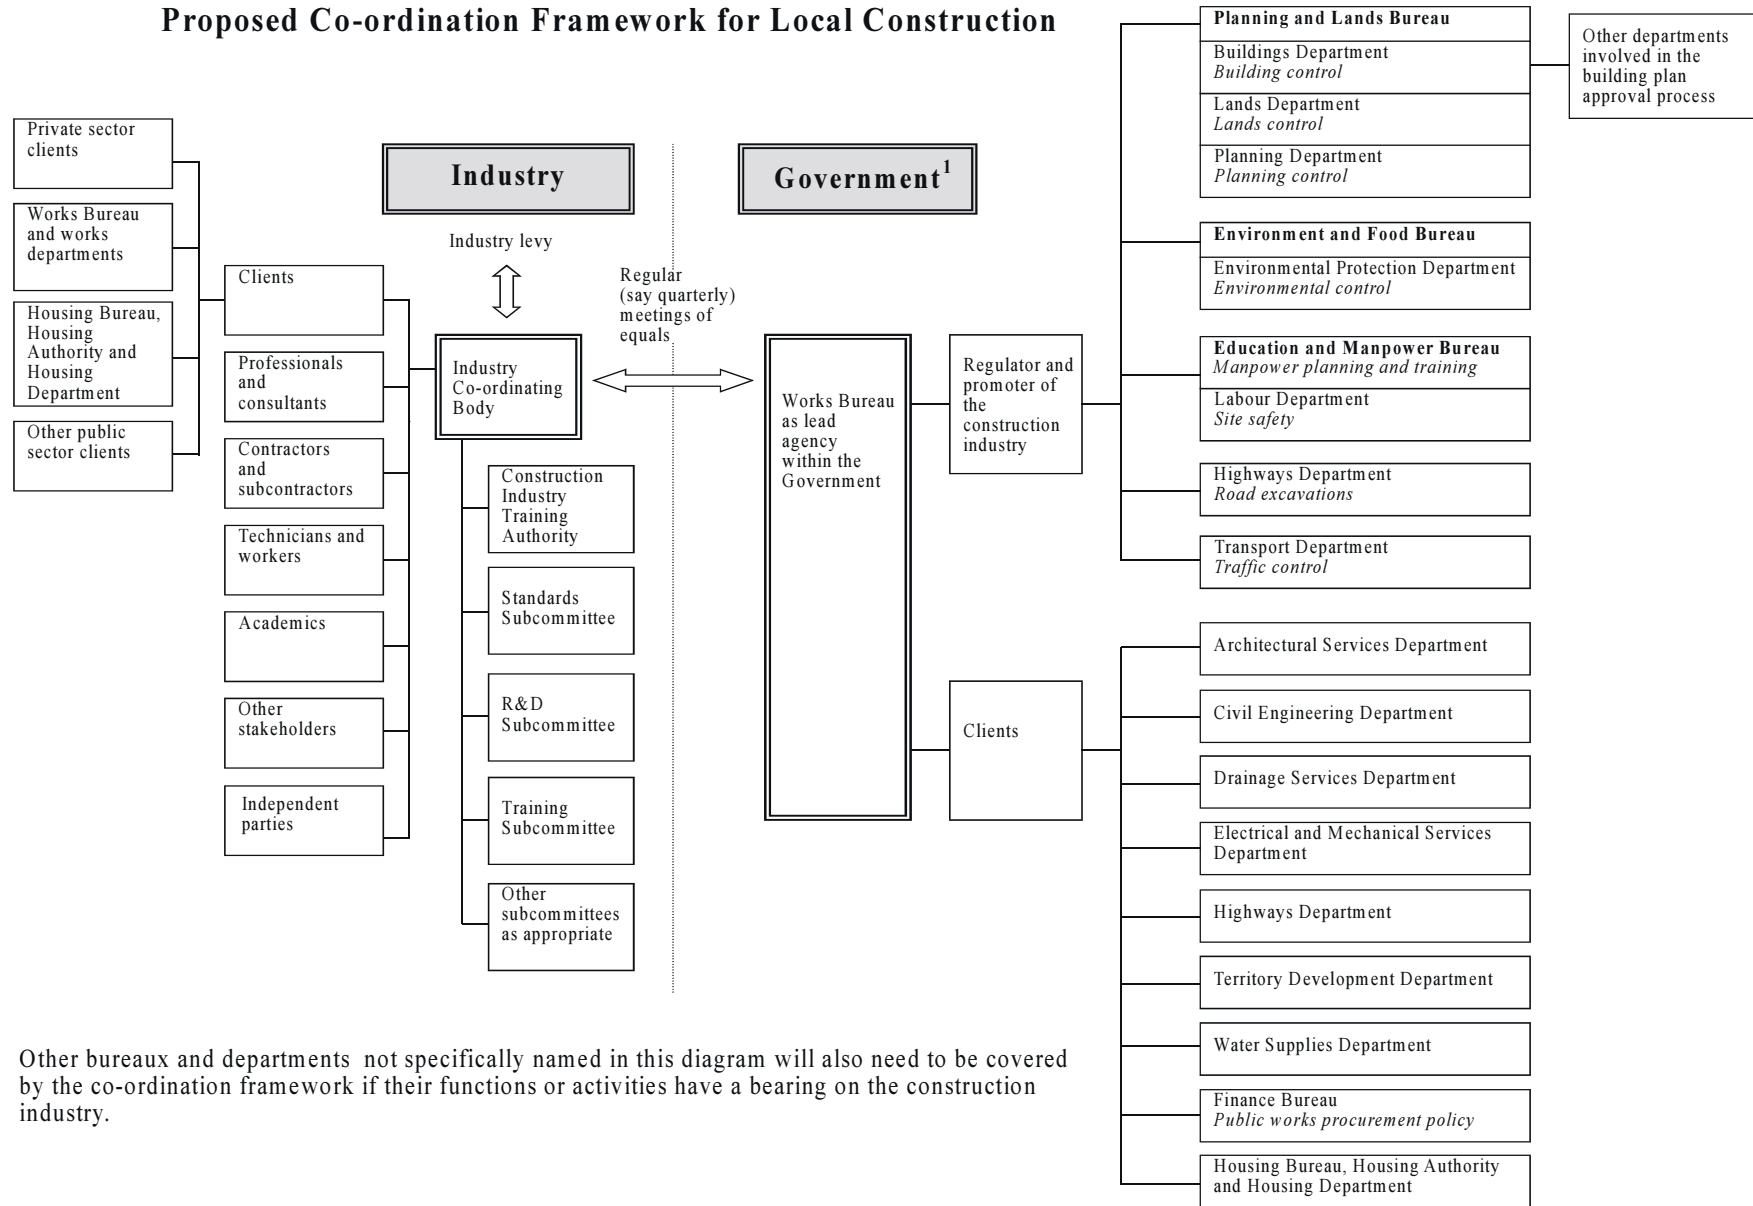 Proposed Co-ordination Framework for Local Construction
Private sector
clients
Works Bureau
and works
departments
Housing Bureau,
Housing
Authority and
Housing
Department
Other public
sector clients
Clients
Professionals
and
consultants
Contractors
and
subcontractors
Technicians and
workers
Academics
Other
stakeholders
Independent
parties
Industry
Industry levy
Industry
Co-ordinating
Body
Construction
Industry
Training
Authority
Standards
Subcommittee
R&D
Subcommittee
Training
Subcommittee
Other
subcommittees
as appropriate
Regular
(say quarterly)
meetings of
equals
Government1
Works Bureau
as lead
agency
within the
Government
Regulator and
promoter of
the
construction
industry
Clients
Planning and Lands Bureau
Buildings Department
Building control
Lands Department
Lands control
Planning Department
Planning control
Other departments
involved in the
building plan
approval process
Environment and Food Bureau
Environmental Protection Department
Environmental control
Education and Manpower Bureau
Manpower planning and training
Labour Department
Site safety
Highways Department
Road excavations
Transport Department
Traffic control
Architectural Services Department
Civil Engineering Department
Drainage Services Department
Electrical and Mechanical Services
Department
Highways Department
Territory Development Department
Water Supplies Department
Finance Bureau
Public works procurement policy
Housing Bureau, Housing Authority
and Housing Department
Other bureaux and departments not specifically named in this diagram will also need to be covered
by the co-ordination framework if their functions or activities have a bearing on the construction
industry.